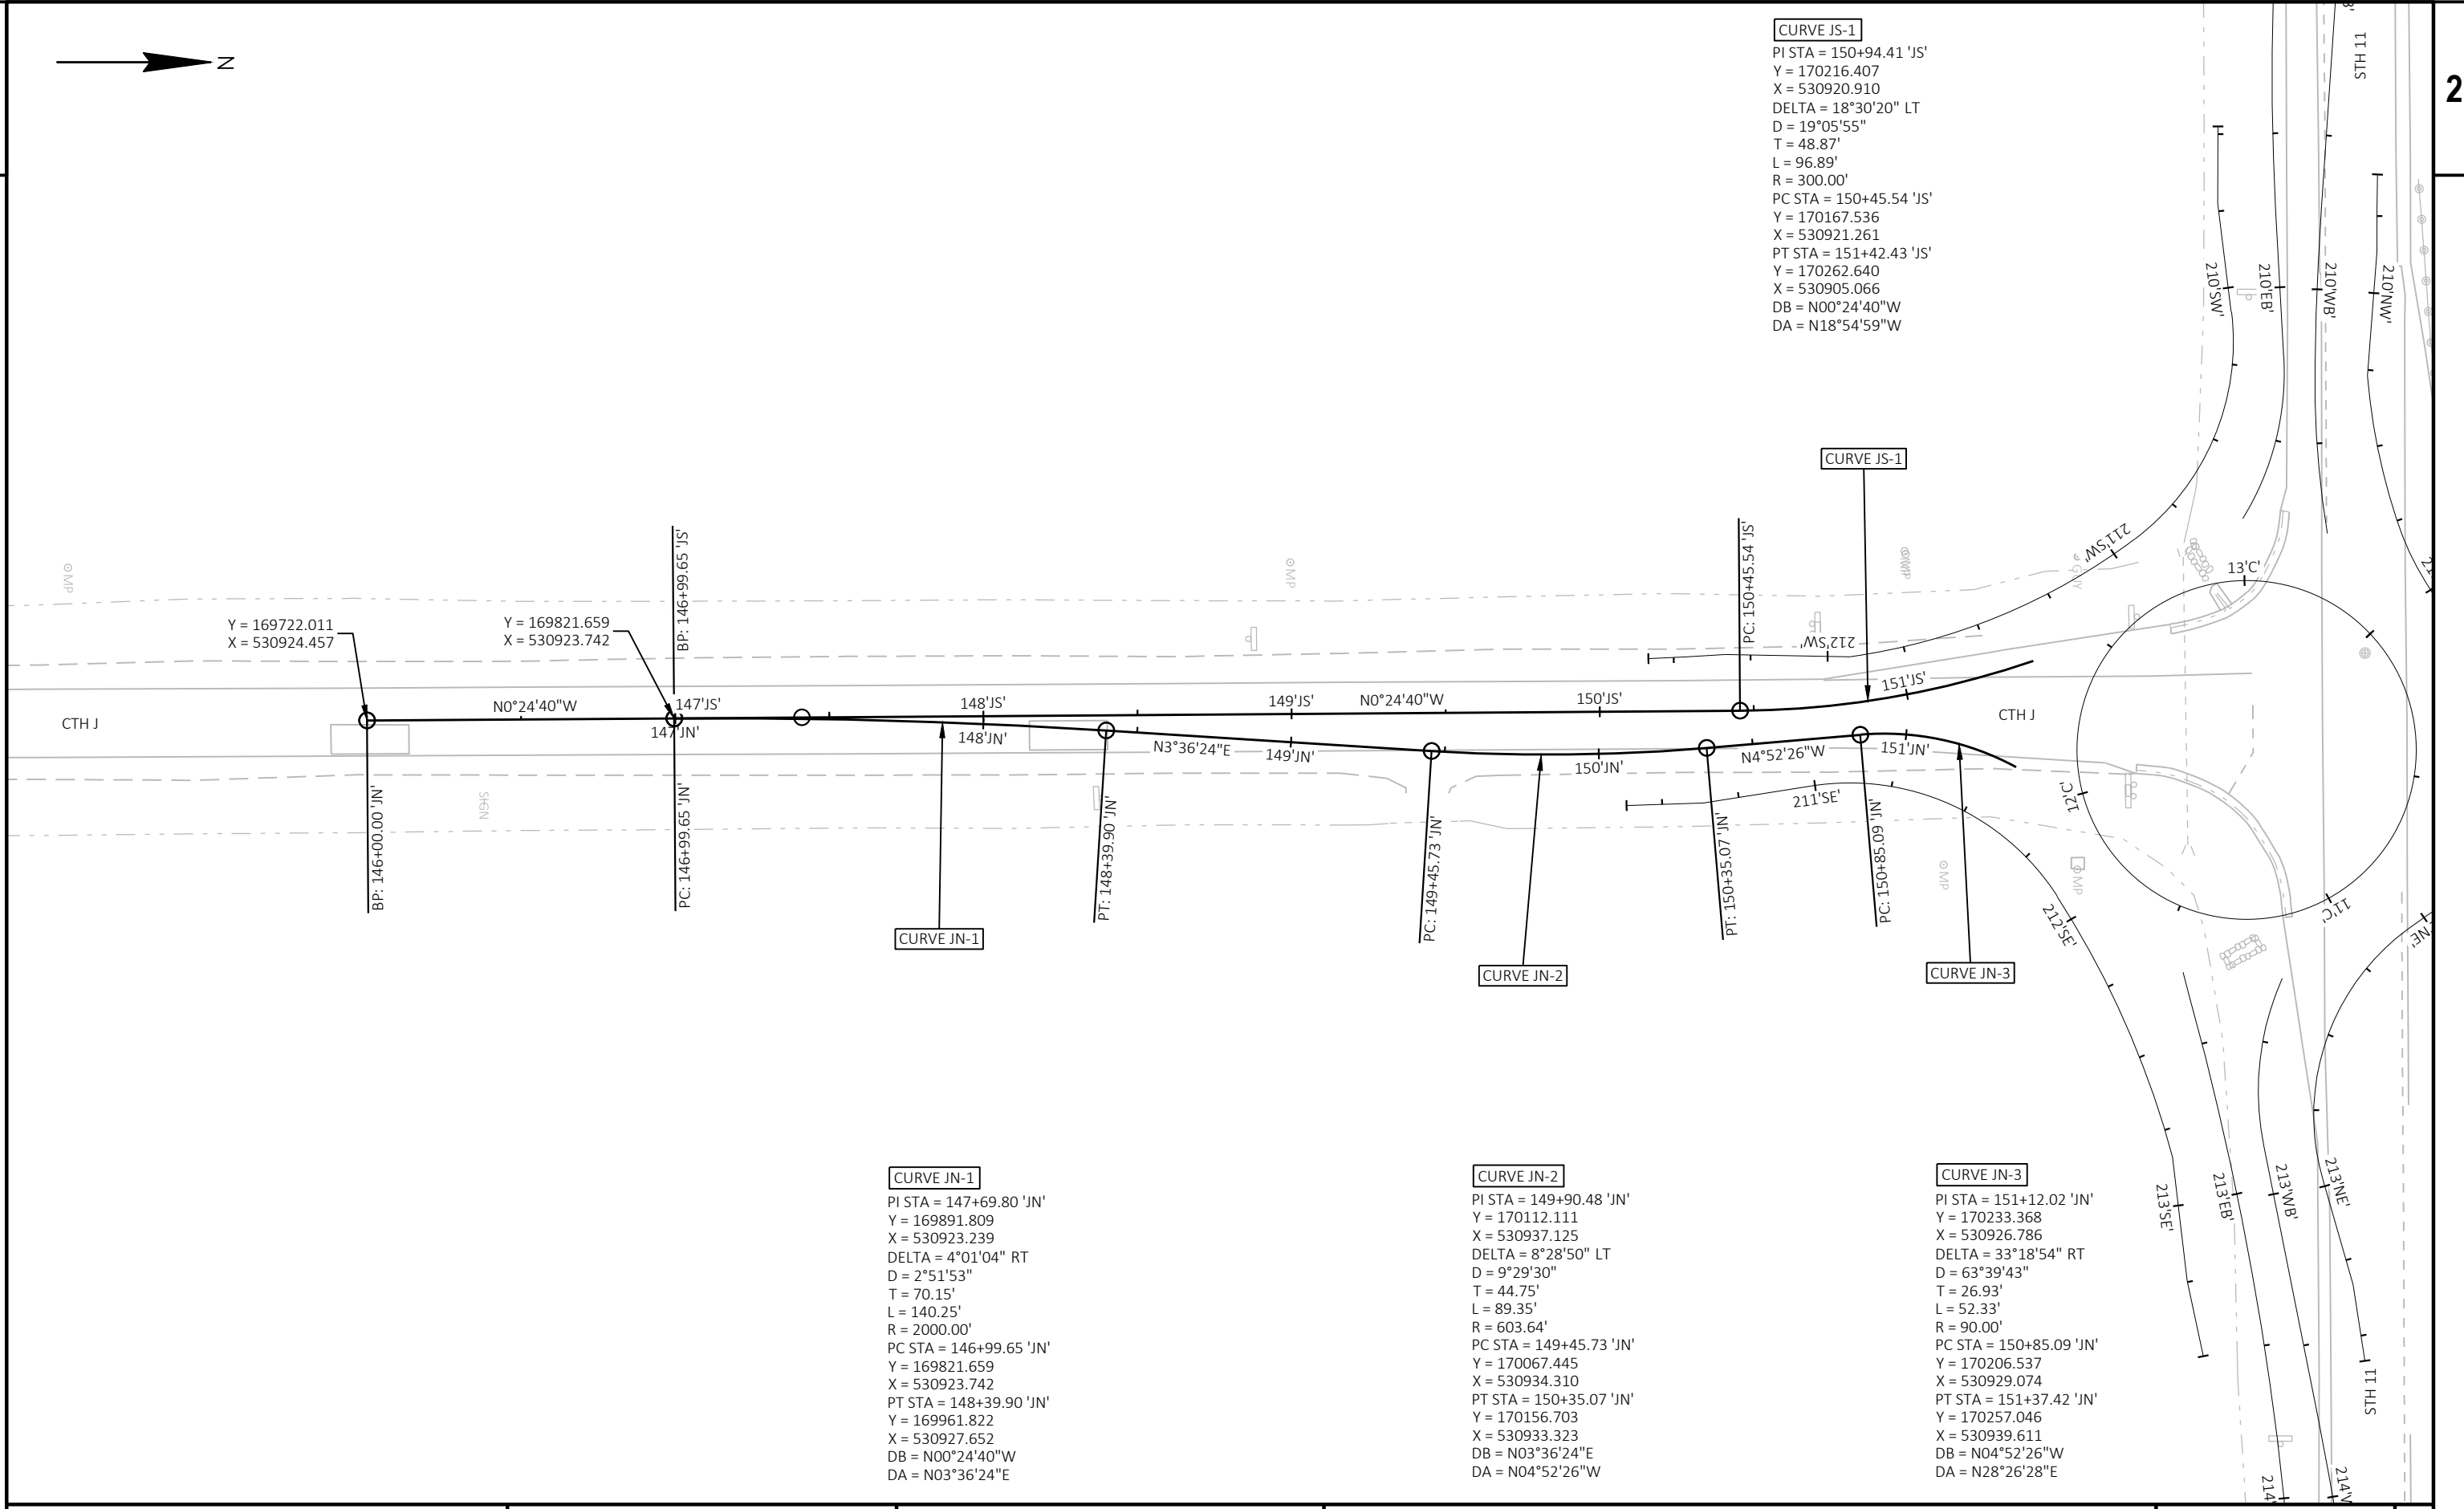 N
2
STH 11
CURVE JS-1
PI STA = 150+94.41 'JS'
Y = 170216.407
X = 530920.910
DELTA = 18°30'20" LT
D = 19°05'55"
T = 48.87'
L = 96.89'
R = 300.00'
PC STA = 150+45.54 'JS'
Y = 170167.536
X = 530921.261
PT STA = 151+42.43 'JS'
Y = 170262.640
X = 530905.066
DB = N00°24'40"W
DA = N18°54'59"W
210'SW'
210'EB'
210'WB'
210'NW'
CURVE JS-1
MP
MP
211'SW'
13'C'
Y = 169722.011
X = 530924.457
Y = 169821.659
X = 530923.742
BP: 146+99.65 'JS'
PC: 150+45.54 'JS'
212'SW'
CTH J
N0°24'40"W
147'JS'
148'JS'
149'JS'
N0°24'40"W
150'JS'
151'JS'
CTH J
147'JN'
148'JN'
N3°36'24"E
149'JN'
150'JN'
N4°52'26"W
151'JN'
211'SE'
12'C'
SIGN
BP: 146+00.00 'JN'
PC: 146+99.65 'JN'
PT: 148+39.90 'JN'
PC: 149+45.73 'JN'
PT: 150+35.07 'JN'
PC: 150+85.09 'JN'
MP
MP
11'C'
212'SE'
NE'
CURVE JN-1
CURVE JN-2
CURVE JN-3
CURVE JN-1
PI STA = 147+69.80 'JN'
Y = 169891.809
X = 530923.239
DELTA = 4°01'04" RT
D = 2°51'53"
T = 70.15'
L = 140.25'
R = 2000.00'
PC STA = 146+99.65 'JN'
Y = 169821.659
X = 530923.742
PT STA = 148+39.90 'JN'
Y = 169961.822
X = 530927.652
DB = N00°24'40"W
DA = N03°36'24"E
CURVE JN-2
PI STA = 149+90.48 'JN'
Y = 170112.111
X = 530937.125
DELTA = 8°28'50" LT
D = 9°29'30"
T = 44.75'
L = 89.35'
R = 603.64'
PC STA = 149+45.73 'JN'
Y = 170067.445
X = 530934.310
PT STA = 150+35.07 'JN'
Y = 170156.703
X = 530933.323
DB = N03°36'24"E
DA = N04°52'26"W
CURVE JN-3
PI STA = 151+12.02 'JN'
Y = 170233.368
X = 530926.786
DELTA = 33°18'54" RT
D = 63°39'43"
T = 26.93'
L = 52.33'
R = 90.00'
PC STA = 150+85.09 'JN'
Y = 170206.537
X = 530929.074
PT STA = 151+37.42 'JN'
Y = 170257.046
X = 530939.611
DB = N04°52'26"W
DA = N28°26'28"E
213'SE'
213'EB'
213'WB'
213'NE'
STH 11
214'